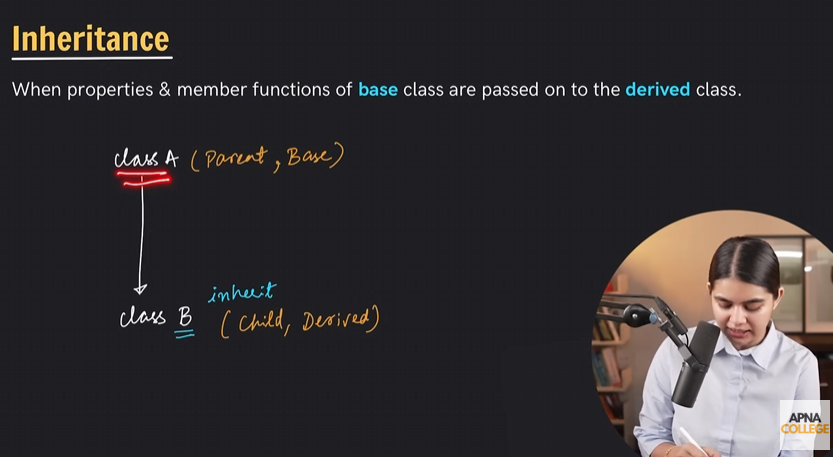 Inheritance
When properties & member functions of base class are passed on to the derived class.
class A (Parent, Base)
inherit
class B (Child, Derived)
APNA
COLLEGE